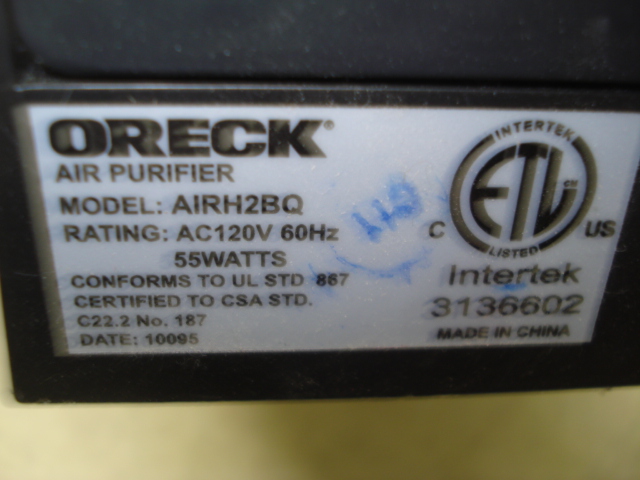 ORECK®
AIR PURIFIER
MODEL: AIRH2BQ
RATING: AC120V 60Hz
55WATTS
CONFORMS TO UL STD 867
CERTIFIED TO CSA STD.
C22.2 No. 187
DATE: 10095
INTERTEK
ETL CM
C US
LISTED
Intertek
3136602
MADE IN CHINA